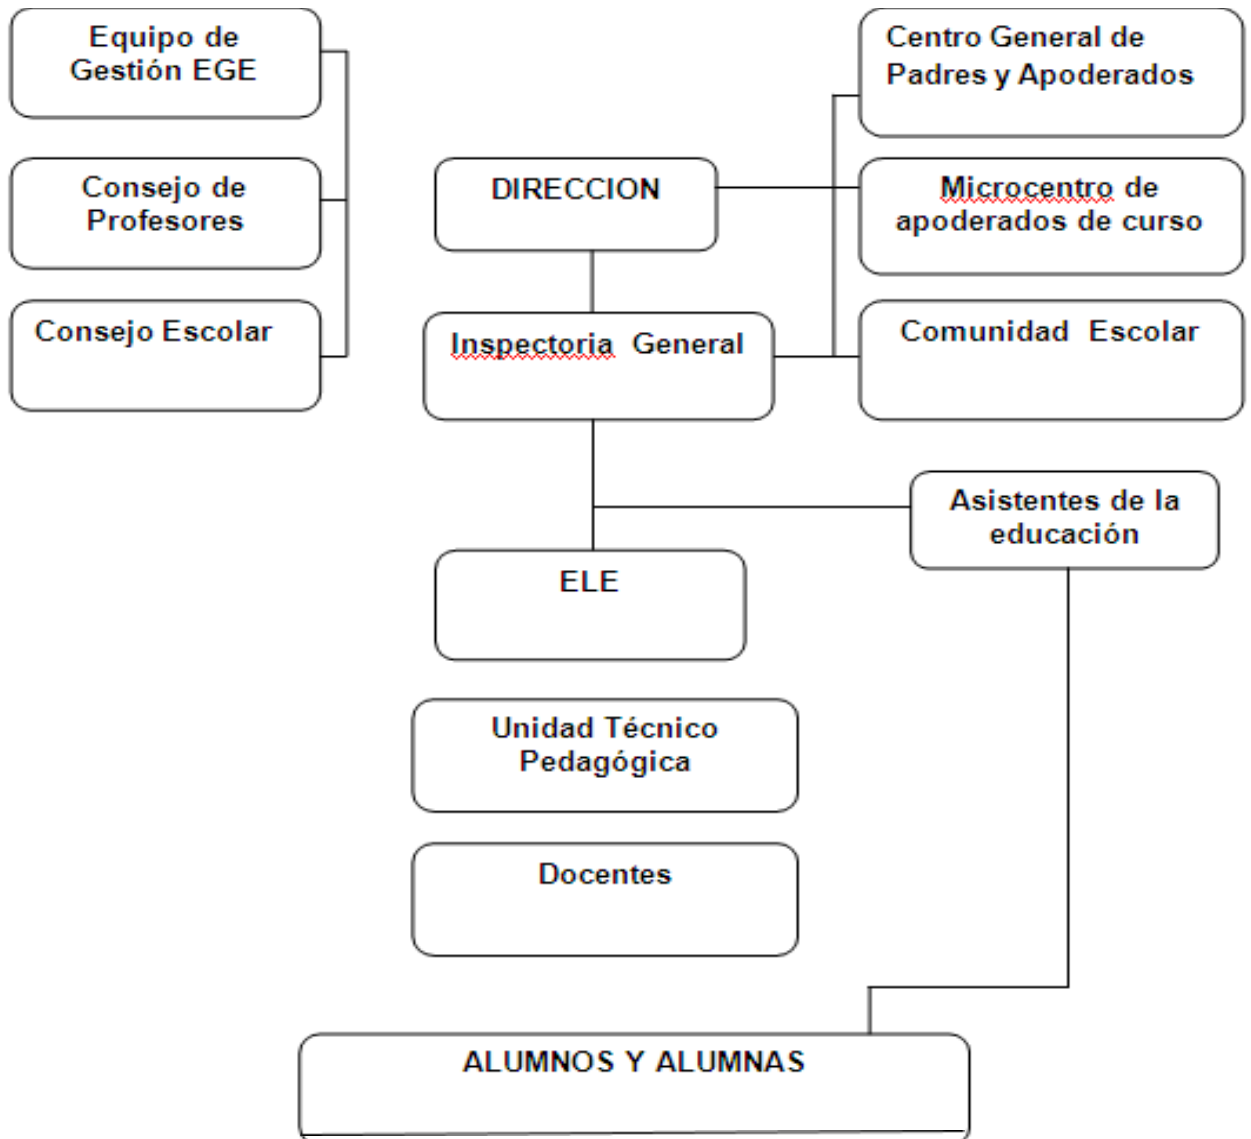 Equipo de
Gestión EGE
Centro General de
Padres y Apoderados
Consejo de
Profesores
DIRECCION
Microcentro de
apoderados de curso
Consejo Escolar
Inspectoria General
Comunidad Escolar
Asistentes de la
educación
ELE
Unidad Técnico
Pedagógica
Docentes
ALUMNOS Y ALUMNAS